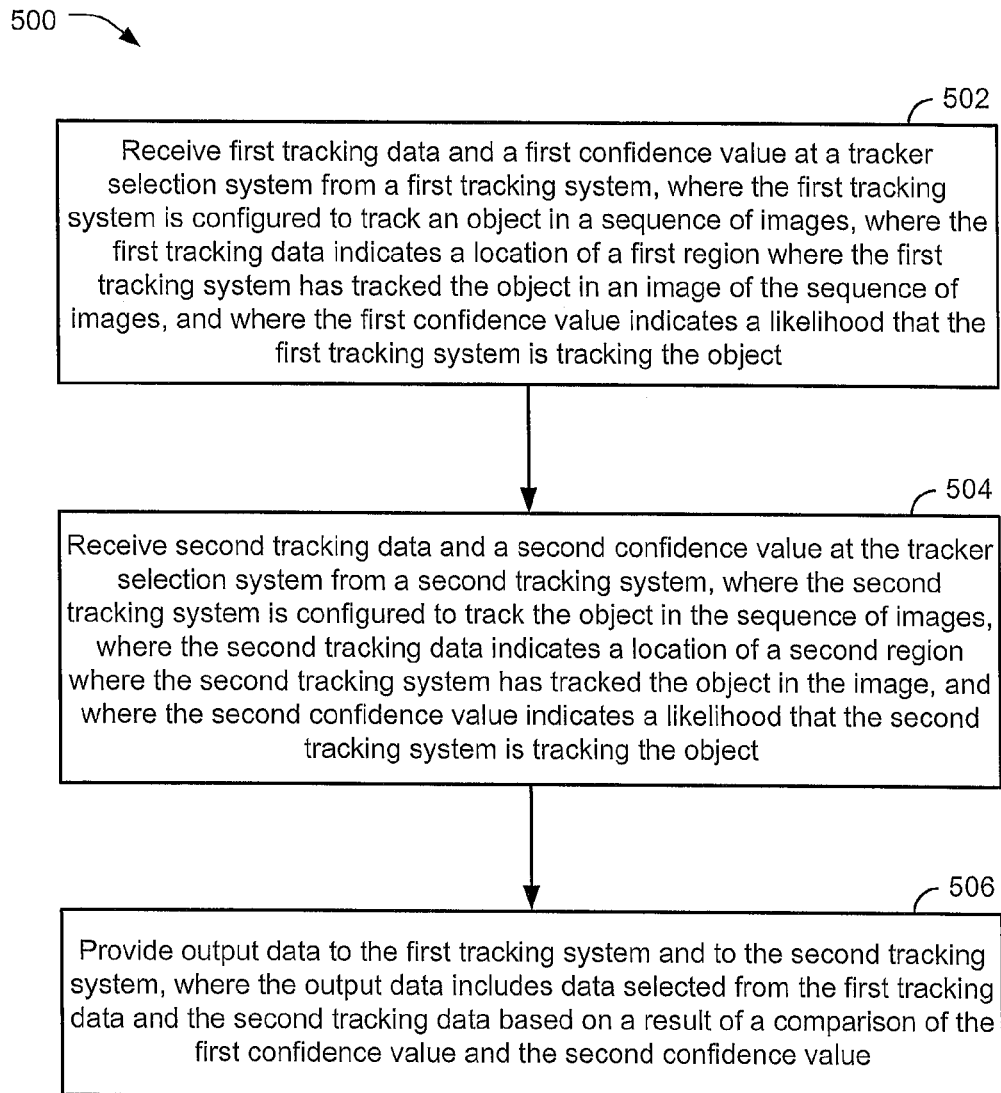 500
502
Receive first tracking data and a first confidence value at a tracker
selection system from a first tracking system, where the first tracking
system is configured to track an object in a sequence of images, where the
first tracking data indicates a location of a first region where the first
tracking system has tracked the object in an image of the sequence of
images, and where the first confidence value indicates a likelihood that the
first tracking system is tracking the object
504
Receive second tracking data and a second confidence value at the tracker
selection system from a second tracking system, where the second
tracking system is configured to track the object in the sequence of images,
where the second tracking data indicates a location of a second region
where the second tracking system has tracked the object in the image, and
where the second confidence value indicates a likelihood that the second
tracking system is tracking the object
506
Provide output data to the first tracking system and to the second tracking
system, where the output data includes data selected from the first tracking
data and the second tracking data based on a result of a comparison of the
first confidence value and the second confidence value